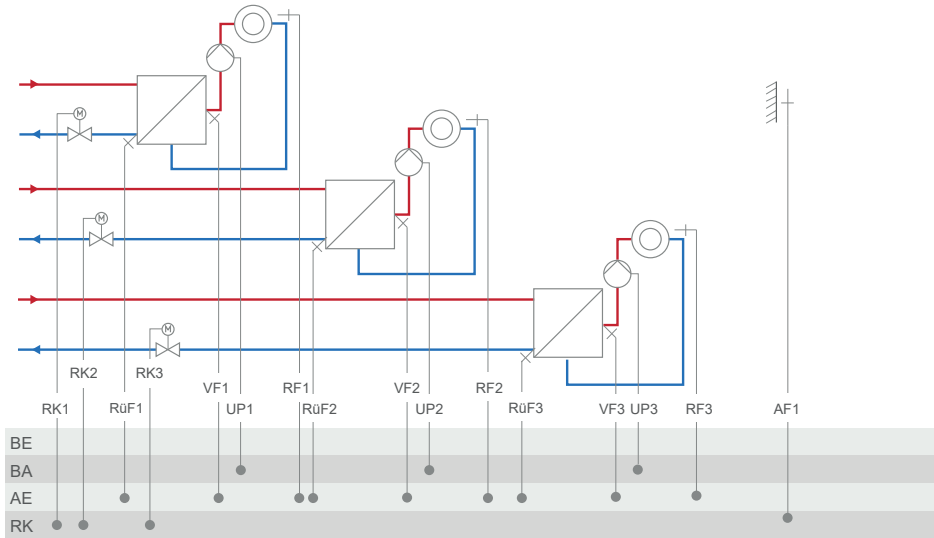 M
M
M
RK2 RK3 VF1 RF1 VF2 RF2
RK1 RüF1 UP1 RüF2 UP2 RüF3 VF3 UP3 RF3 AF1
BE
BA
AE
RK